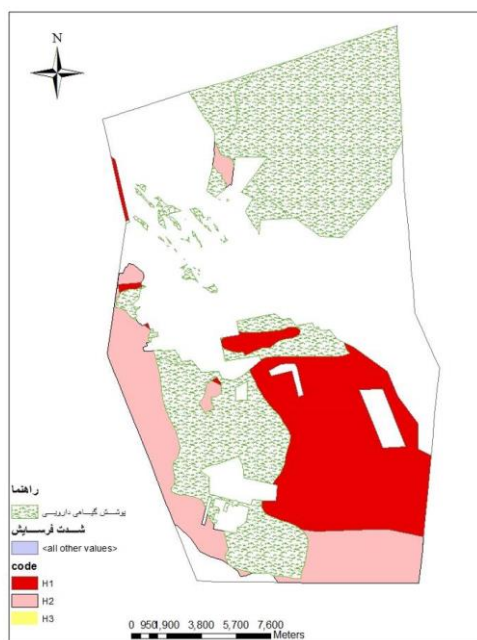 N
راهنما
پوشش گیاهی دارویی
شدت فرسایش
<all other values>
code
H1
H2
H3
0 950 1,900 3,800 5,700 7,600
Meters